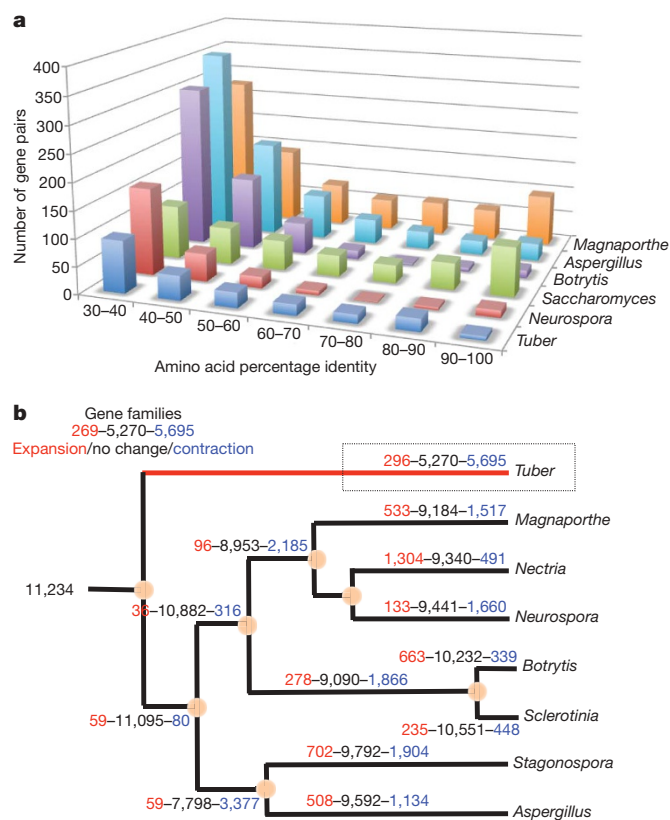 a
Number of gene pairs
400
350
300
250
200
150
100
50
0
30–40
40–50
50–60
60–70
70–80
80–90
90–100
Amino acid percentage identity
Magnaporthe
Aspergillus
Botrytis
Saccharomyces
Neurospora
Tuber
b
Gene families
269–5,270–5,695
Expansion/no change/contraction
296–5,270–5,695
Tuber
533–9,184–1,517
Magnaporthe
96–8,953–2,185
1,304–9,340–491
Nectria
11,234
36–10,882–316
133–9,441–1,660
Neurospora
663–10,232–339
Botrytis
278–9,090–1,866
59–11,095–80
235–10,551–448
Sclerotinia
702–9,792–1,904
Stagonospora
59–7,798–3,377
508–9,592–1,134
Aspergillus